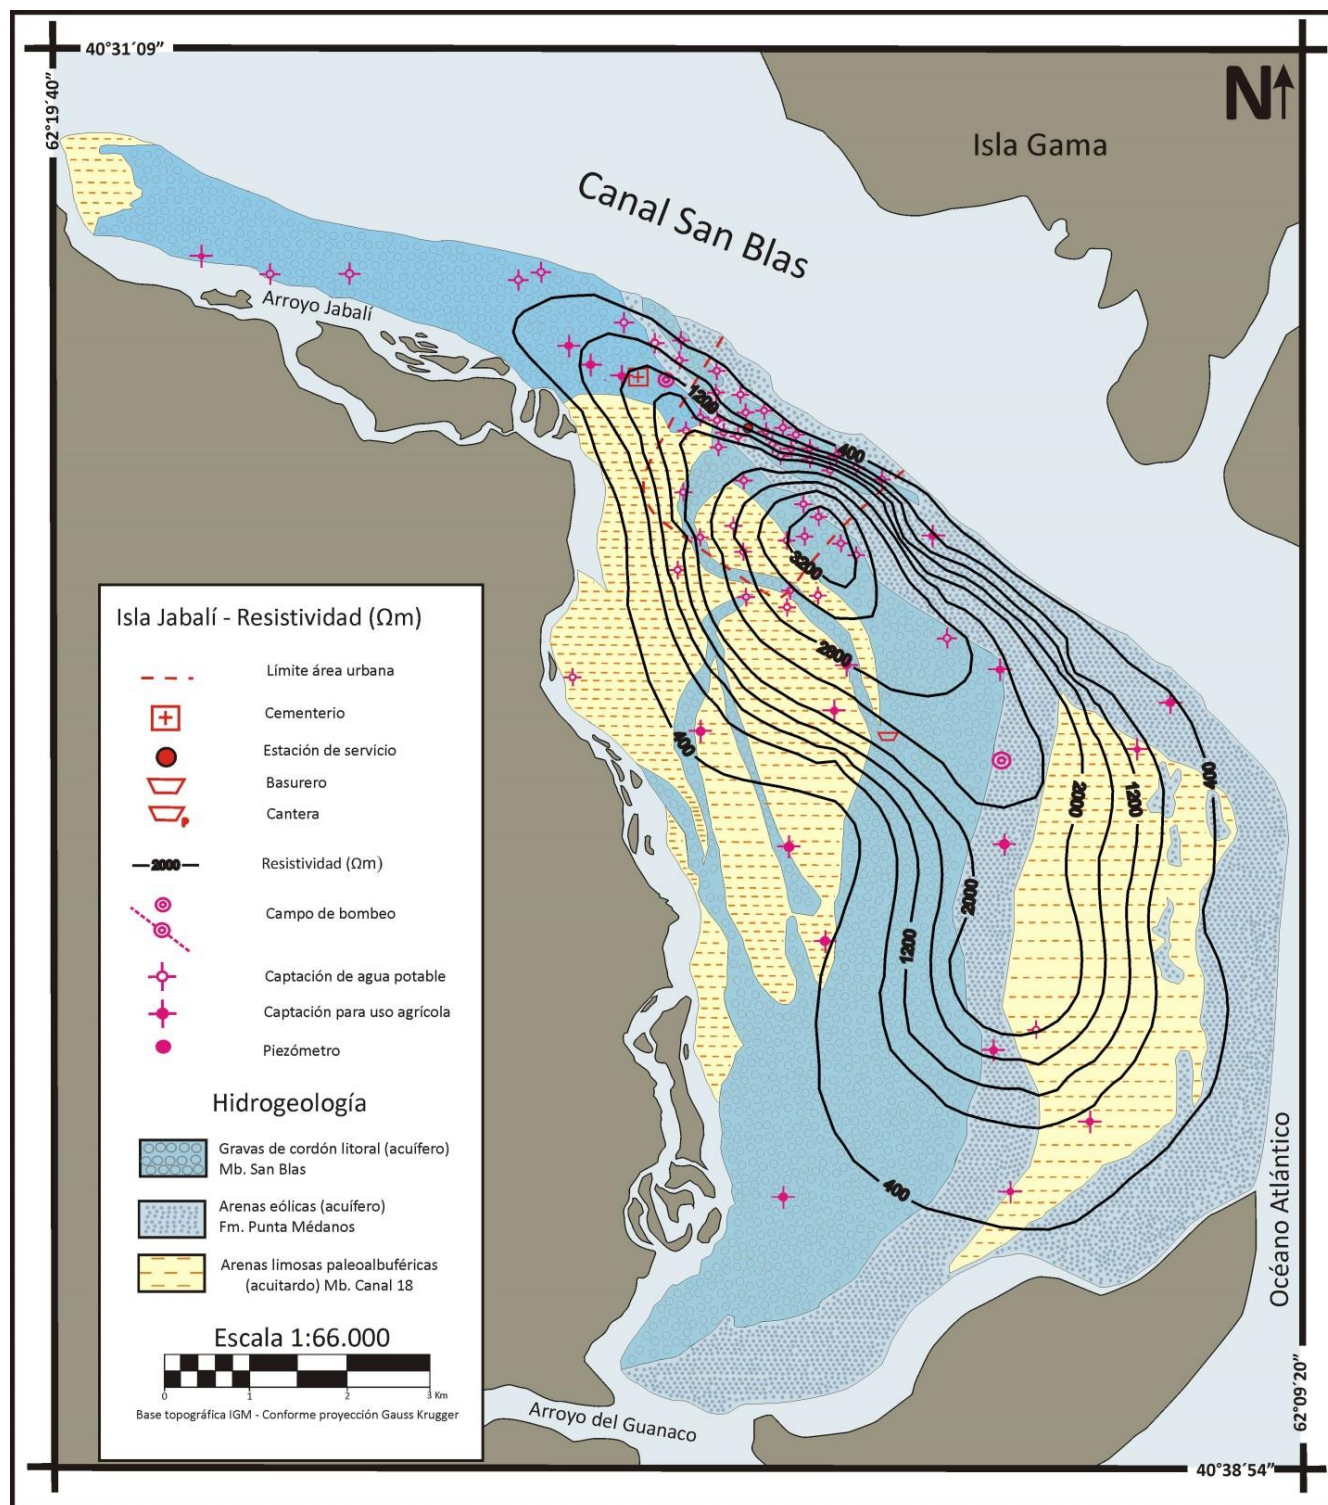 40°31´09”
62°19´40”
N
Isla Gama
Canal San Blas
Arroyo Jabalí
1200
400
3200
2800
400
2000
1200
400
2000
1200
400
Isla Jabalí - Resistividad (Ωm)
Límite área urbana
Cementerio
Estación de servicio
Basurero
Cantera
P
2000
Resistividad (Ωm)
Campo de bombeo
Captación de agua potable
Captación para uso agrícola
Piezómetro
Hidrogeología
Gravas de cordón litoral (acuífero)
Mb. San Blas
Arenas eólicas (acuífero)
Fm. Punta Médanos
Arenas limosas paleoalbuféricas
(acuitardo) Mb. Canal 18
Escala 1:66.000
0 1 2 3 Km
Base topográfica IGM - Conforme proyección Gauss Krugger
Arroyo del Guanaco
Océano Atlántico
62°09´20”
40°38´54”